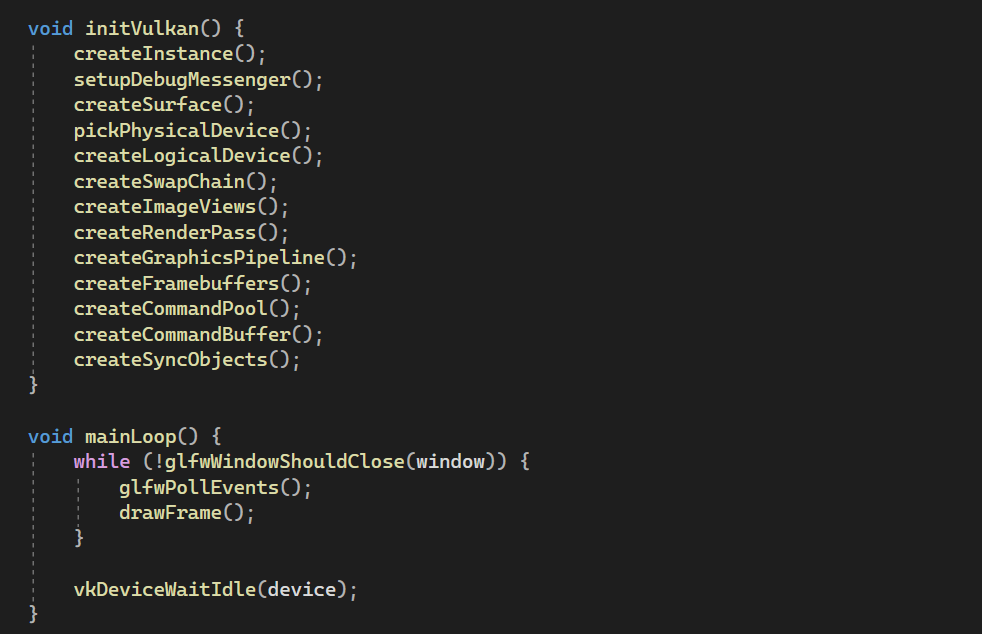 void initVulkan() {
    createInstance();
    setupDebugMessenger();
    createSurface();
    pickPhysicalDevice();
    createLogicalDevice();
    createSwapChain();
    createImageViews();
    createRenderPass();
    createGraphicsPipeline();
    createFramebuffers();
    createCommandPool();
    createCommandBuffer();
    createSyncObjects();
}

void mainLoop() {
    while (!glfwWindowShouldClose(window)) {
        glfwPollEvents();
        drawFrame();
    }

    vkDeviceWaitIdle(device);
}